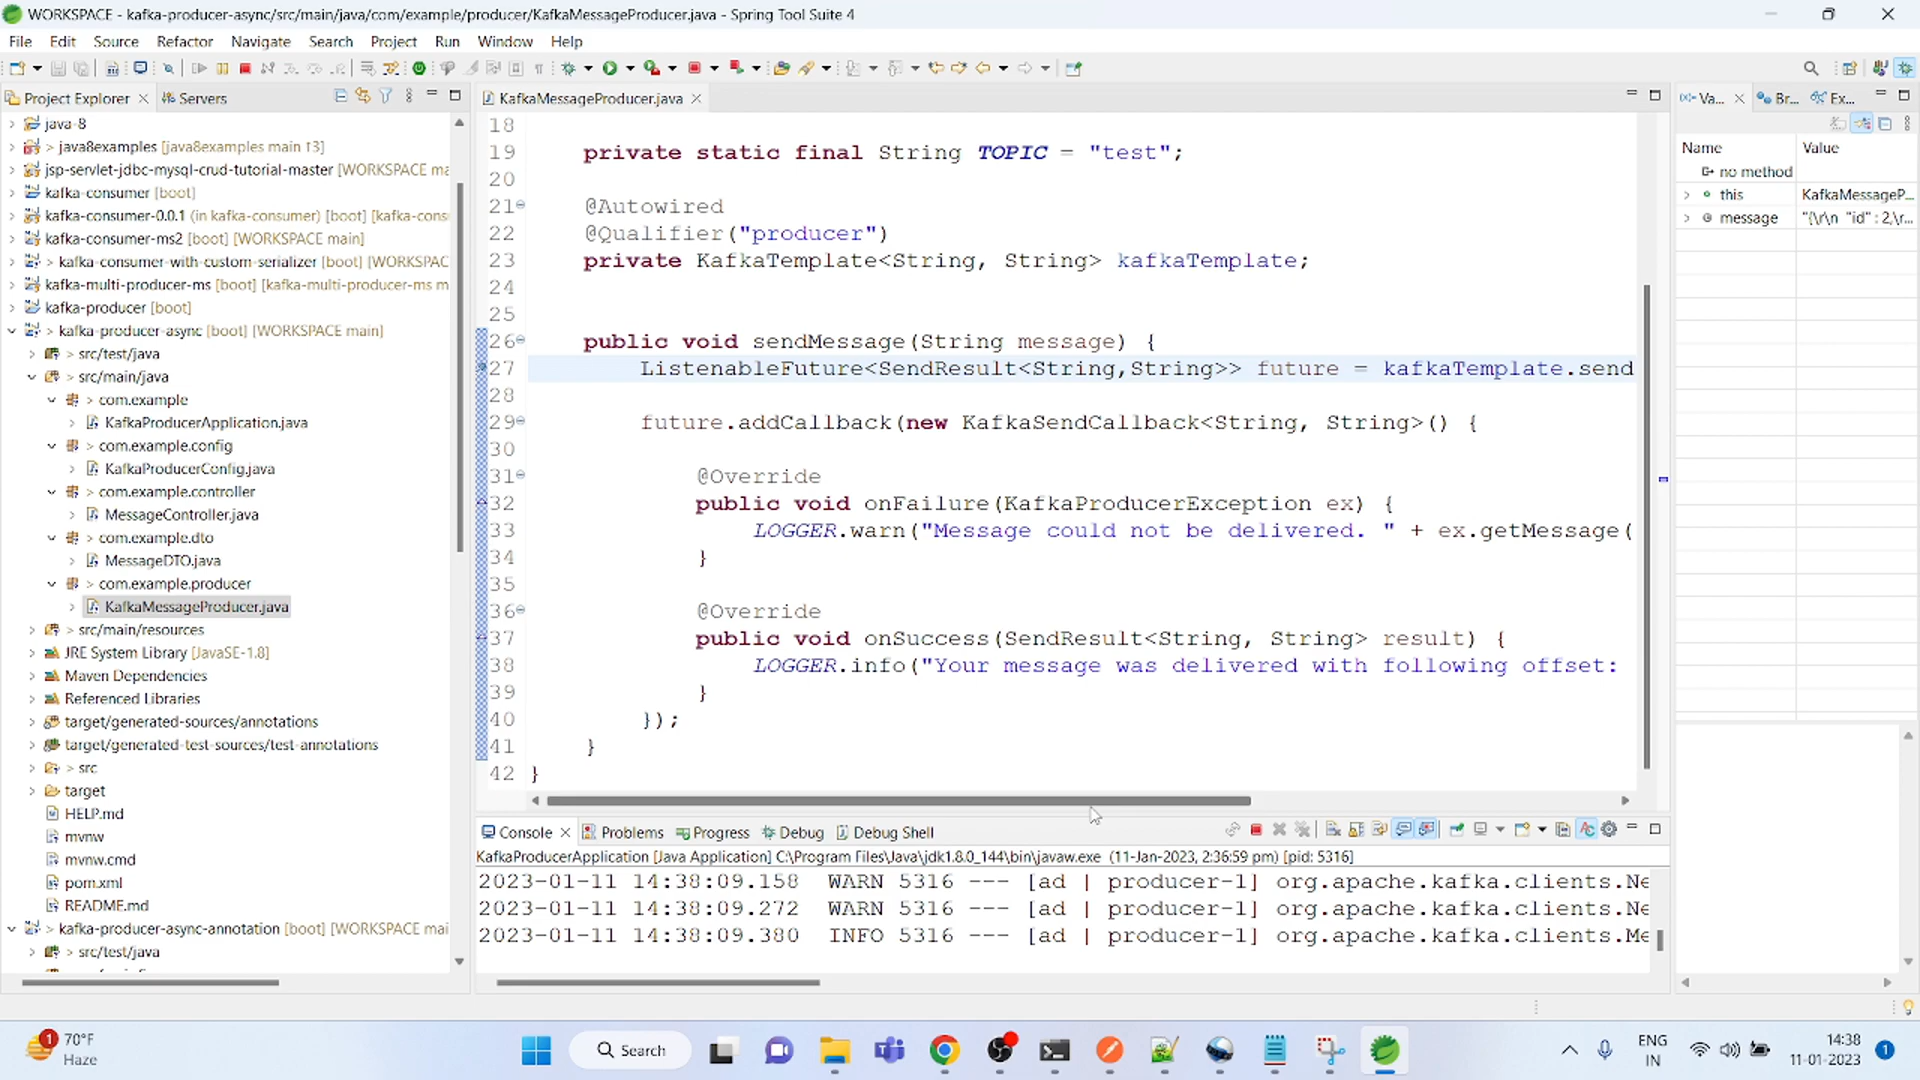 WORKSPACE - kafka-producer-async/src/main/java/com/example/producer/KafkaMessageProducer.java - Spring Tool Suite 4
File Edit Source Refactor Navigate Search Project Run Window Help
Project Explorer
Servers
java-8
> java8examples [java8examples main ↑3]
jsp-servlet-jdbc-mysql-crud-tutorial-master [WORKSPACE ma
kafka-consumer [boot]
kafka-consumer-0.0.1 (in kafka-consumer) [boot] [kafka-cons
kafka-consumer-ms2 [boot] [WORKSPACE main]
> kafka-consumer-with-custom-serializer [boot] [WORKSPAC
kafka-multi-producer-ms [boot] [kafka-multi-producer-ms m
kafka-producer [boot]
> kafka-producer-async [boot] [WORKSPACE main]
> src/test/java
> src/main/java
> com.example
KafkaProducerApplication.java
> com.example.config
KafkaProducerConfig.java
> com.example.controller
MessageController.java
> com.example.dto
MessageDTO.java
> com.example.producer
KafkaMessageProducer.java
> src/main/resources
JRE System Library [JavaSE-1.8]
Maven Dependencies
Referenced Libraries
target/generated-sources/annotations
target/generated-test-sources/test-annotations
> src
target
HELP.md
mvnw
mvnw.cmd
pom.xml
README.md
> kafka-producer-async-annotation [boot] [WORKSPACE mai
> src/test/java
KafkaMessageProducer.java
18
19 private static final String TOPIC = "test";
20
21 @Autowired
22 @Qualifier("producer")
23 private KafkaTemplate<String, String> kafkaTemplate;
24
25
26 public void sendMessage(String message) {
27 ListenableFuture<SendResult<String,String>> future = kafkaTemplate.send
28
29 future.addCallback(new KafkaSendCallback<String, String>() {
30
31 @Override
32 public void onFailure(KafkaProducerException ex) {
33 LOGGER.warn("Message could not be delivered. " + ex.getMessage(
34 }
35
36 @Override
37 public void onSuccess(SendResult<String, String> result) {
38 LOGGER.info("Your message was delivered with following offset:
39 }
40 });
41 }
42 }
Console Problems Progress Debug Debug Shell
KafkaProducerApplication [Java Application] C:\Program Files\Java\jdk1.8.0_144\bin\javaw.exe (11-Jan-2023, 2:36:59 pm) [pid: 5316]
2023-01-11 14:38:09.158 WARN 5316 --- [ad | producer-1] org.apache.kafka.clients.Ne
2023-01-11 14:38:09.272 WARN 5316 --- [ad | producer-1] org.apache.kafka.clients.Ne
2023-01-11 14:38:09.380 INFO 5316 --- [ad | producer-1] org.apache.kafka.clients.Me
Va... Br... Ex...
Name Value
no method
this KafkaMessageP...
message "{\r\n "id" : 2,\r...
1
70°F
Haze
Search
ENG
IN
14:38
11-01-2023
1